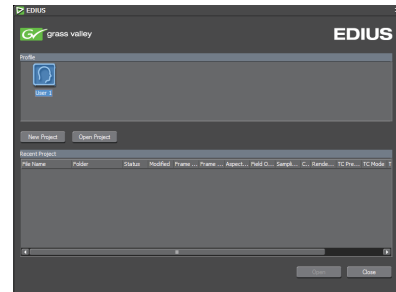 EDIUS
GV grass valley
EDIUS
Profile
User 1
New Project Open Project
Recent Project
File Name Folder Status Modified Frame ... Frame ... Aspect... Field O... Sampli... C... Rende... TC Pre... TC Mode T
Open Close